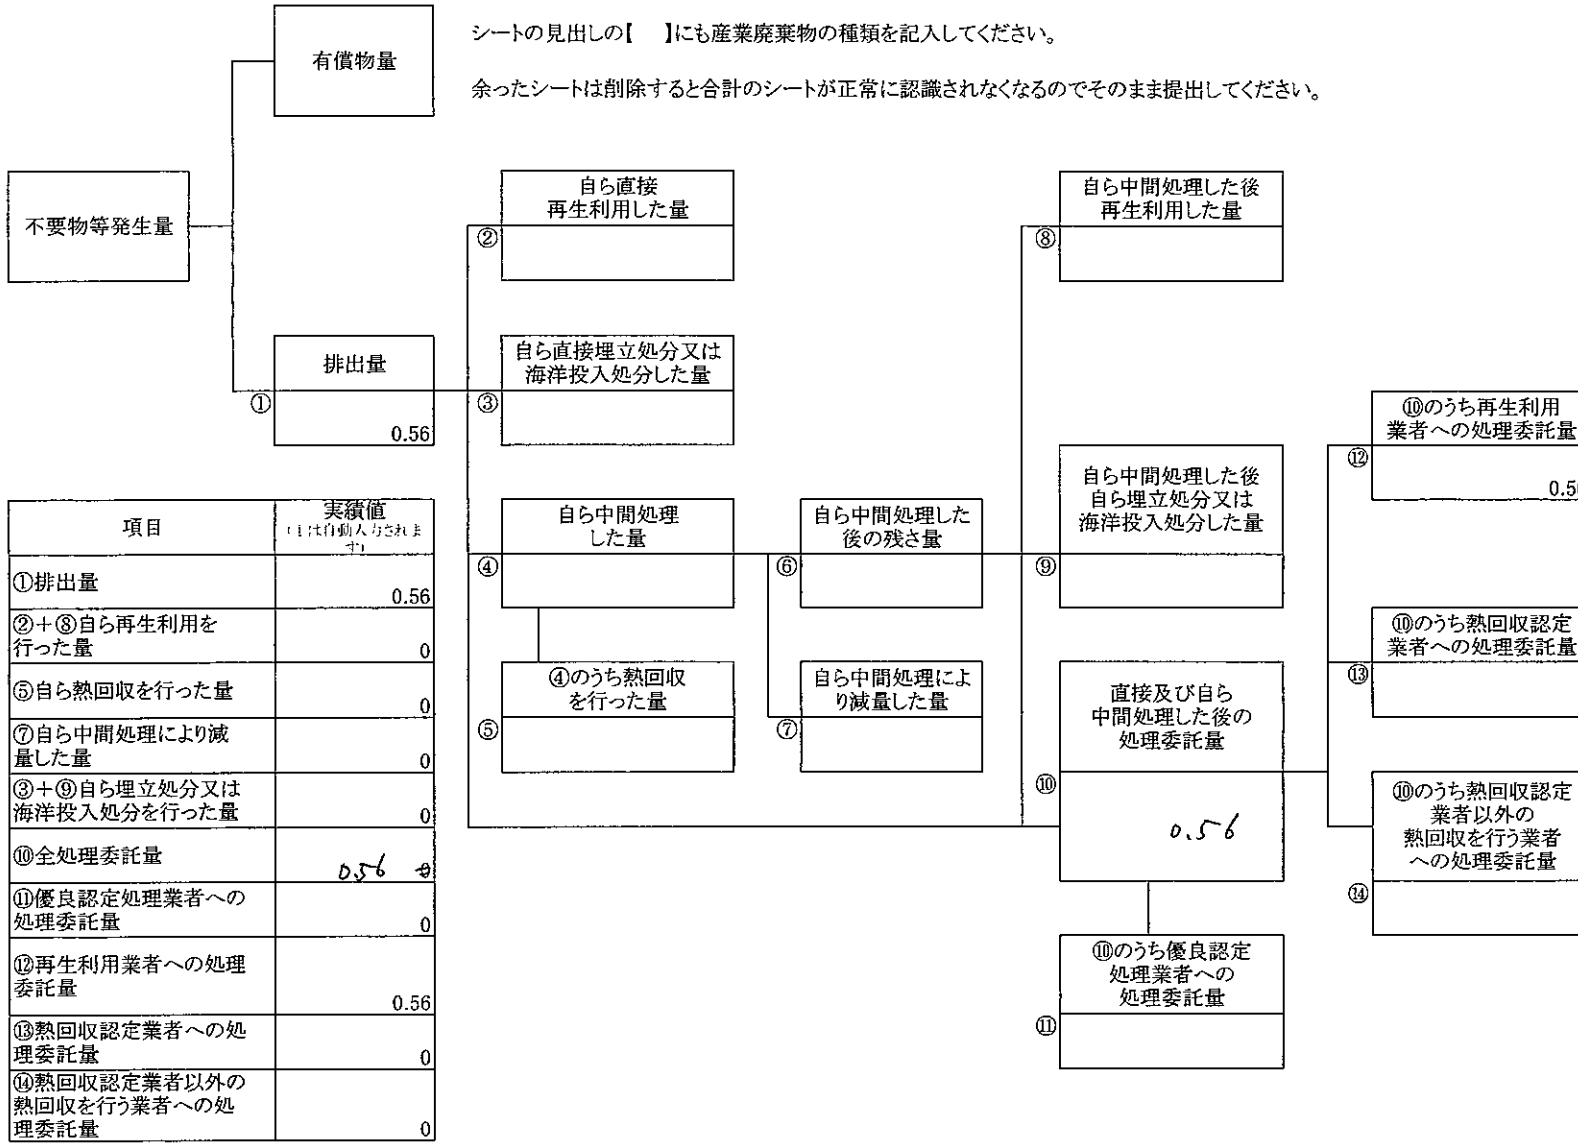 シートの見出しの【　】にも産業廃棄物の種類を記入してください。
余ったシートは削除すると合計のシートが正常に認識されなくなるのでそのまま提出してください。
有償物量
不要物等発生量
排出量
①
0.56
自ら直接
再生利用した量
②
自ら直接埋立処分又は
海洋投入処分した量
③
自ら中間処理
した量
④
④のうち熱回収
を行った量
⑤
自ら中間処理した
後の残さ量
⑥
自ら中間処理によ
り減量した量
⑦
自ら中間処理した後
再生利用した量
⑧
自ら中間処理した後
自ら埋立処分又は
海洋投入処分した量
⑨
直接及び自ら
中間処理した後の
処理委託量
⑩
0.56
⑩のうち優良認定
処理業者への
処理委託量
⑪
⑩のうち再生利用
業者への処理委託量
⑫
⑩のうち熱回収認定
業者への処理委託量
⑬
⑩のうち熱回収認定
業者以外の
熱回収を行う業者
への処理委託量
⑭
項目
実績値
①排出量
0.56
②＋⑧自ら再生利用を
行った量
0
⑤自ら熱回収を行った量
0
⑦自ら中間処理により減
量した量
0
③＋⑨自ら埋立処分又は
海洋投入処分を行った量
0
⑩全処理委託量
0.56 0
⑪優良認定処理業者への
処理委託量
0
⑫再生利用業者への処理
委託量
0.56
⑬熱回収認定業者への処
理委託量
0
⑭熱回収認定業者以外の
熱回収を行う業者への処
理委託量
0